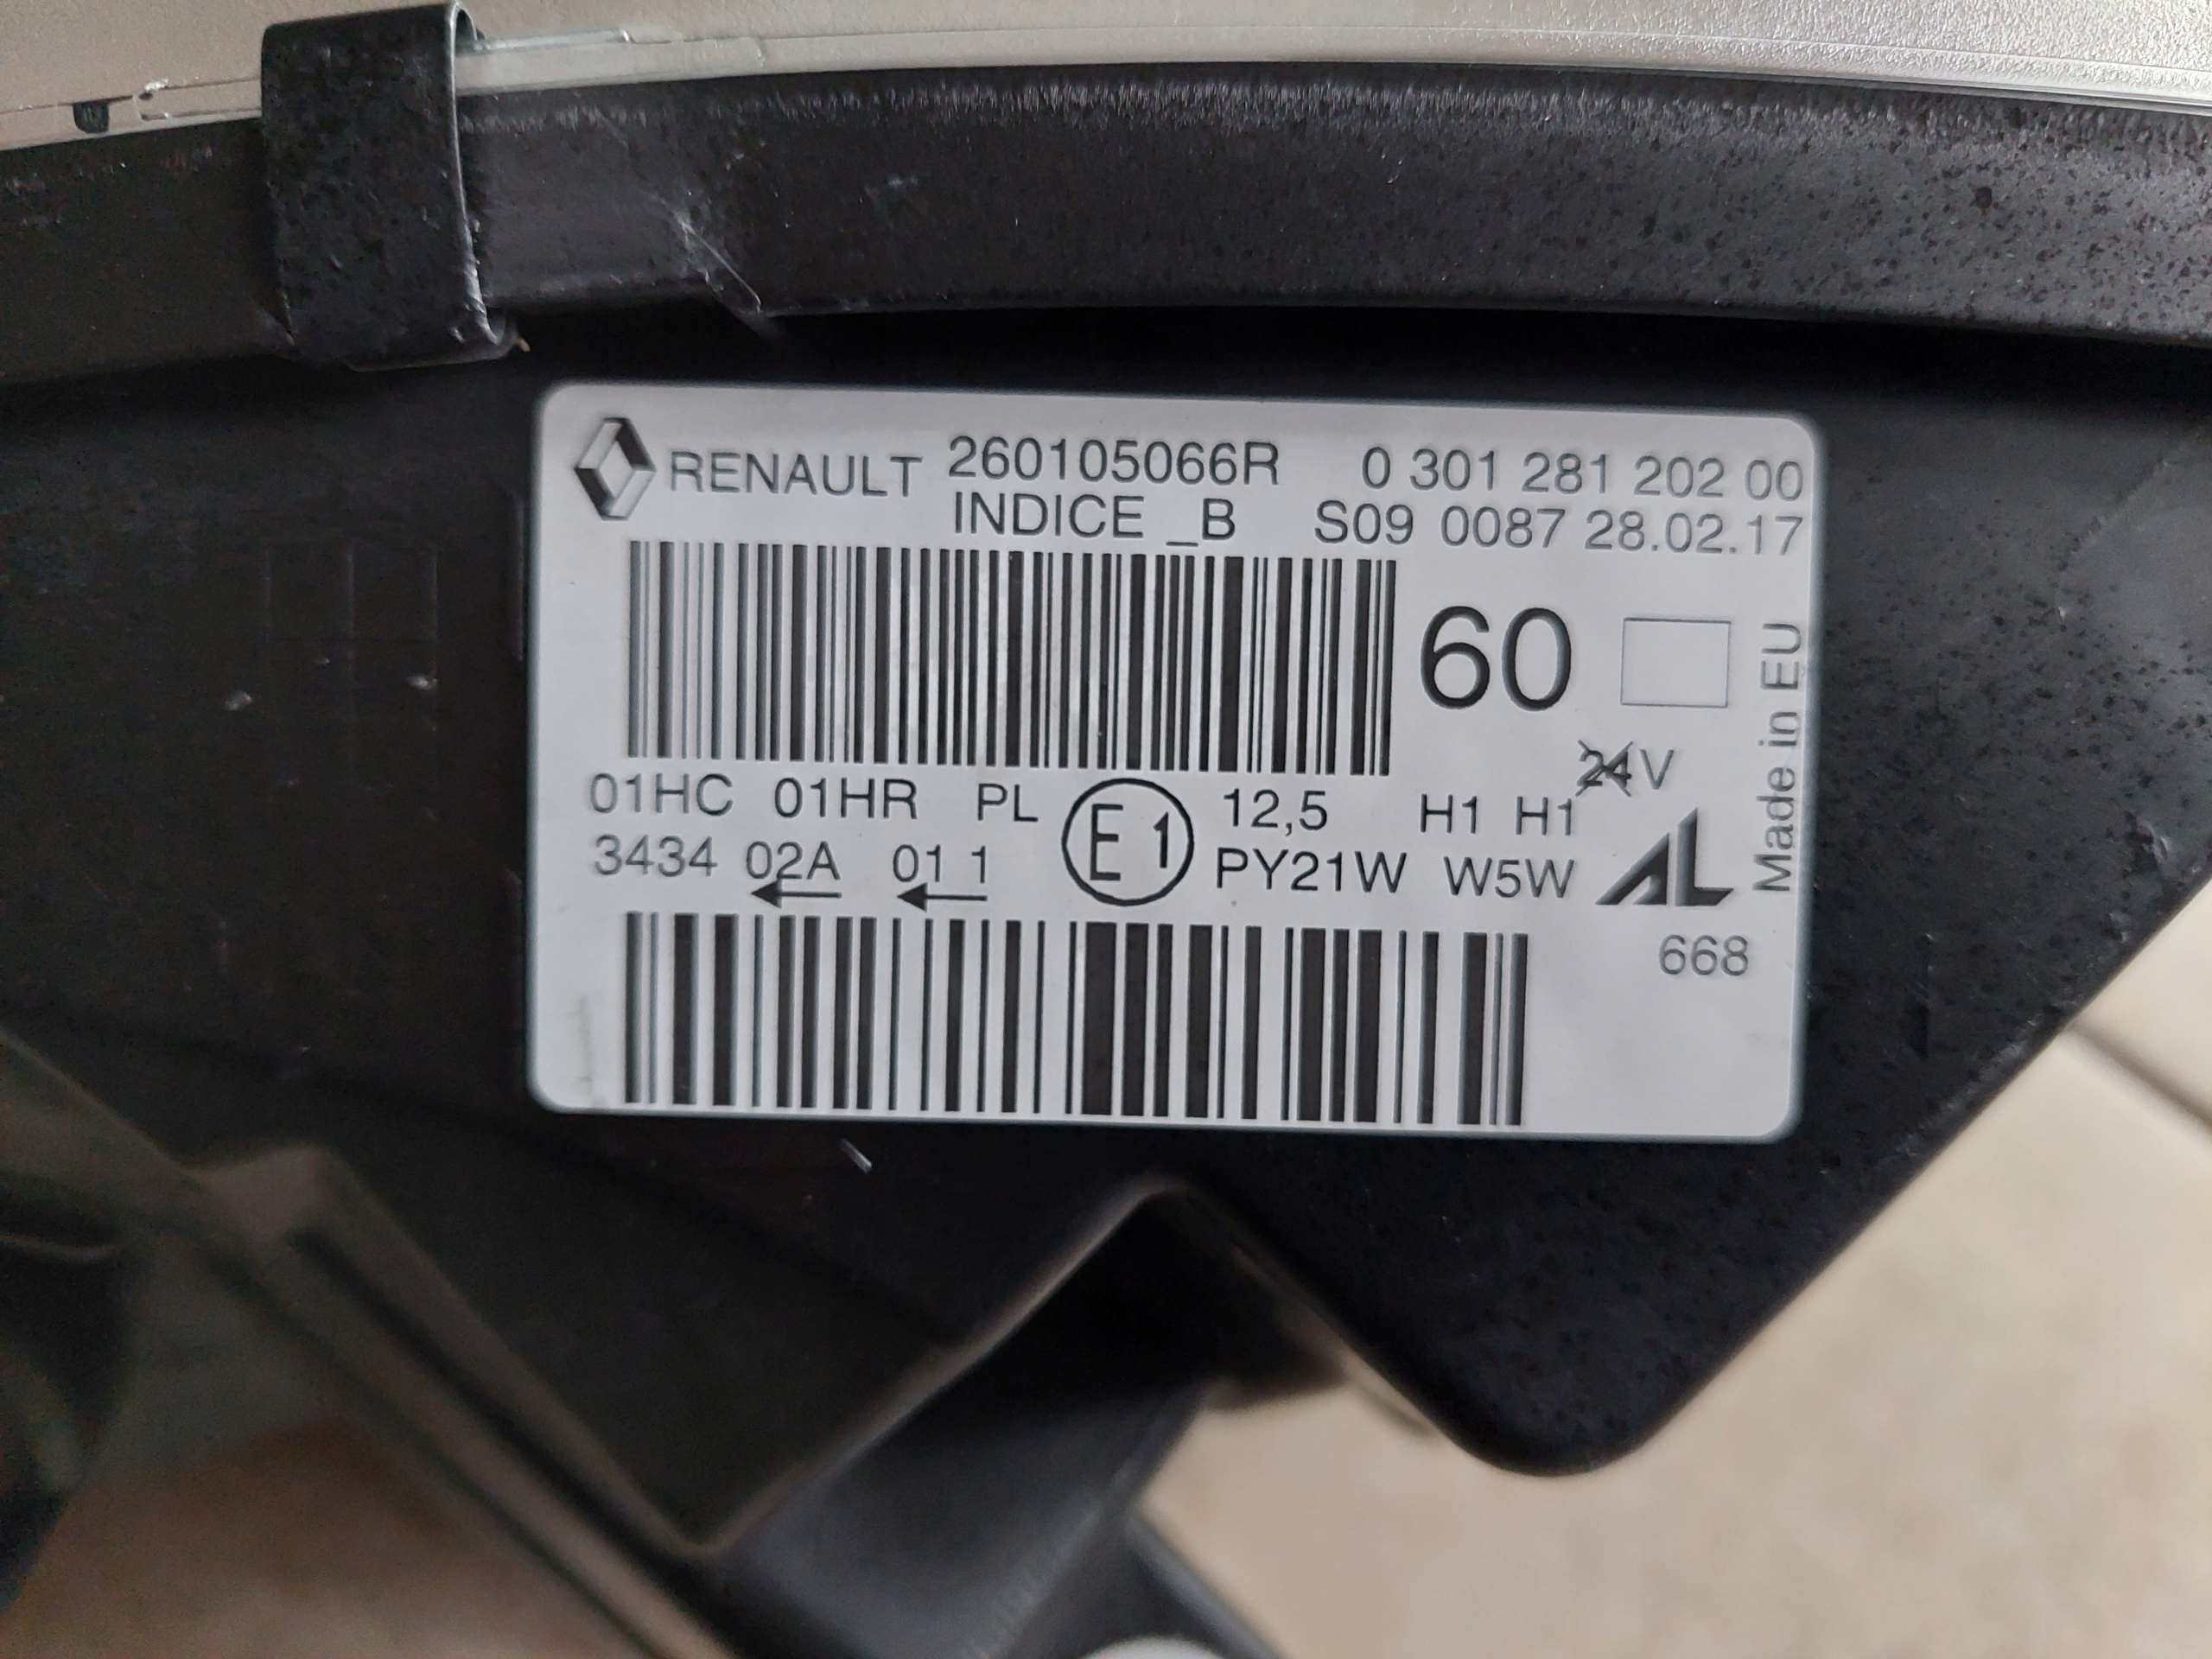 RENAULT 260105066R 0 301 281 202 00
INDICE _B S09 0087 28.02.17
60
Made in EU
24V
01HC 01HR PL E1 12,5 H1 H1
3434 02A 01 1 PY21W W5W AL
668